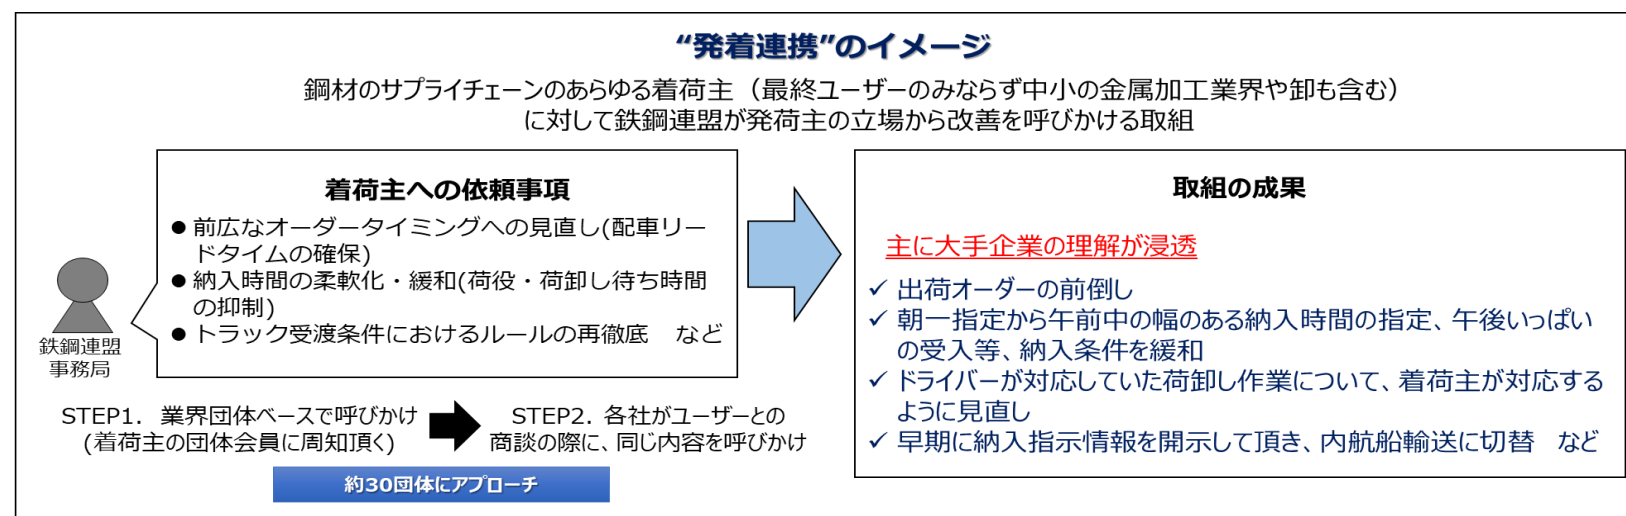 “発着連携”のイメージ
鋼材のサプライチェーンのあらゆる着荷主（最終ユーザーのみならず中小の金属加工業界や卸も含む）
に対して鉄鋼連盟が発荷主の立場から改善を呼びかける取組
着荷主への依頼事項
● 前広なオーダータイミングへの見直し(配車リー
ドタイムの確保)
● 納入時間の柔軟化・緩和(荷役・荷卸し待ち時間
の抑制)
● トラック受渡条件におけるルールの再徹底　など
鉄鋼連盟
事務局
STEP1．業界団体ベースで呼びかけ
(着荷主の団体会員に周知頂く)
STEP2．各社がユーザーとの
商談の際に、同じ内容を呼びかけ
約30団体にアプローチ
取組の成果
主に大手企業の理解が浸透
✓ 出荷オーダーの前倒し
✓ 朝一指定から午前中の幅のある納入時間の指定、午後いっぱい
の受入等、納入条件を緩和
✓ ドライバーが対応していた荷卸し作業について、着荷主が対応する
ように見直し
✓ 早期に納入指示情報を開示して頂き、内航船輸送に切替　など